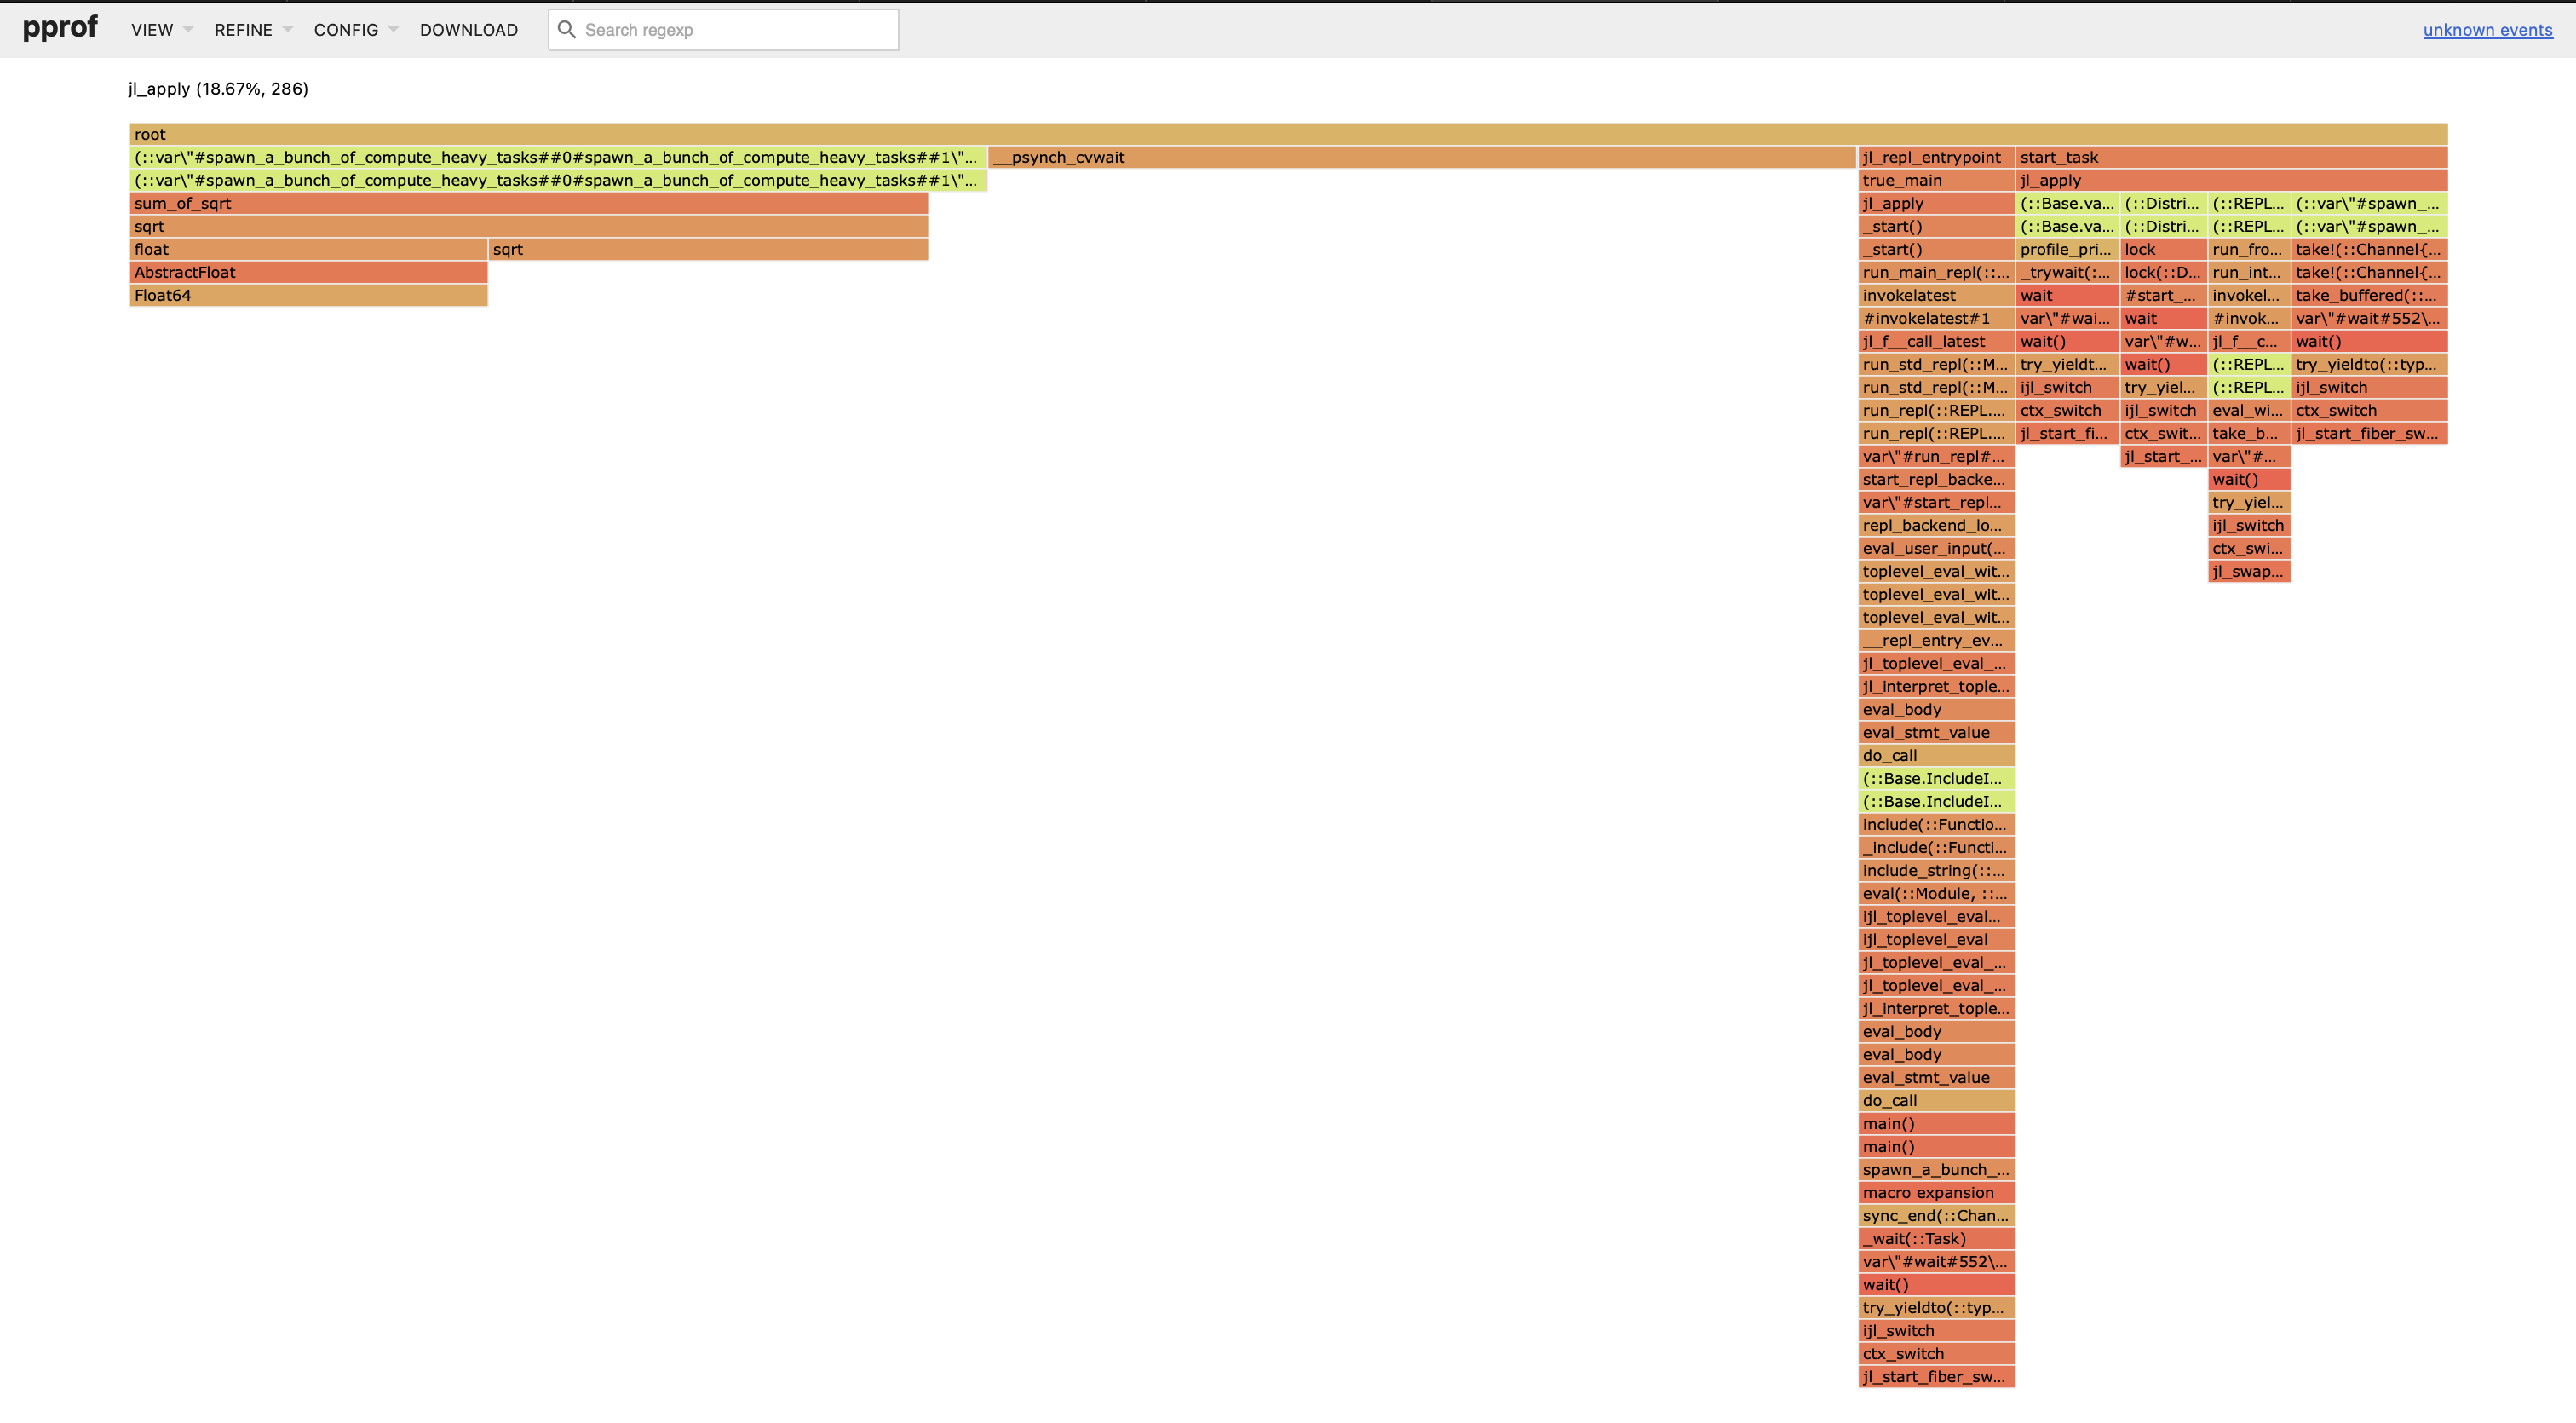 pprof VIEW REFINE CONFIG DOWNLOAD Search regexp unknown events
jl_apply (18.67%, 286)
root
(::var\"#spawn_a_bunch_of_compute_heavy_tasks##0#spawn_a_bunch_of_compute_heavy_tasks##1\"... __psynch_cvwait jl_repl_entrypoint start_task
(::var\"#spawn_a_bunch_of_compute_heavy_tasks##0#spawn_a_bunch_of_compute_heavy_tasks##1\"... true_main jl_apply
sum_of_sqrt jl_apply (::Base.va... (::Distri... (::REPL... (::var\"#spawn_...
sqrt _start() (::Base.va... (::Distri... (::REPL... (::var\"#spawn_...
float sqrt _start() profile_pri... lock run_fro... take!(::Channel{...
AbstractFloat run_main_repl(::... _trywait(:... lock(::D... run_int... take!(::Channel{...
Float64 invokelatest wait #start_... invokel... take_buffered(::...
#invokelatest#1 var\"#wai... wait #invok... var\"#wait#552\...
jl_f__call_latest wait() var\"#w... jl_f__c... wait()
run_std_repl(::M... try_yieldt... wait() (::REPL... try_yieldto(::typ...
run_std_repl(::M... ijl_switch try_yiel... (::REPL... ijl_switch
run_repl(::REPL.... ctx_switch ijl_switch eval_wi... ctx_switch
run_repl(::REPL.... jl_start_fi... ctx_swit... take_b... jl_start_fiber_sw...
var\"#run_repl#... jl_start_... var\"#...
start_repl_backe... wait()
var\"#start_repl... try_yiel...
repl_backend_lo... ijl_switch
eval_user_input(... ctx_swi...
toplevel_eval_wit... jl_swap...
toplevel_eval_wit...
toplevel_eval_wit...
__repl_entry_ev...
jl_toplevel_eval_...
jl_interpret_tople...
eval_body
eval_stmt_value
do_call
(::Base.IncludeI...
(::Base.IncludeI...
include(::Functio...
_include(::Functi...
include_string(::...
eval(::Module, ::...
ijl_toplevel_eval...
ijl_toplevel_eval
jl_toplevel_eval_...
jl_toplevel_eval_...
jl_interpret_tople...
eval_body
eval_body
eval_stmt_value
do_call
main()
main()
spawn_a_bunch_...
macro expansion
sync_end(::Chan...
_wait(::Task)
var\"#wait#552\...
wait()
try_yieldto(::typ...
ijl_switch
ctx_switch
jl_start_fiber_sw...